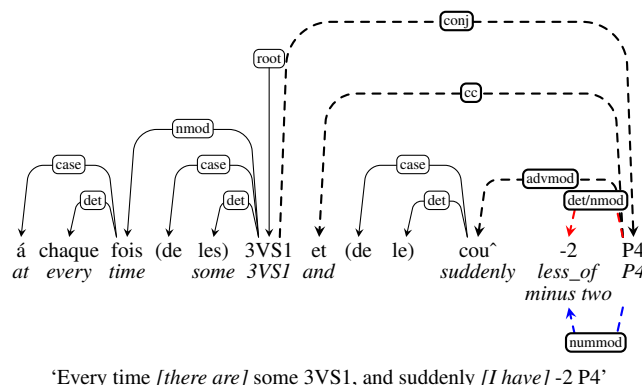 conj
root
cc
nmod
case case case advmod
det det det det/nmod
á chaque fois (de les) 3VS1 et (de le) couˆ -2 P4
at every time some 3VS1 and suddenly less_of P4
minus two
nummod
‘Every time [there are] some 3VS1, and suddenly [I have] -2 P4’